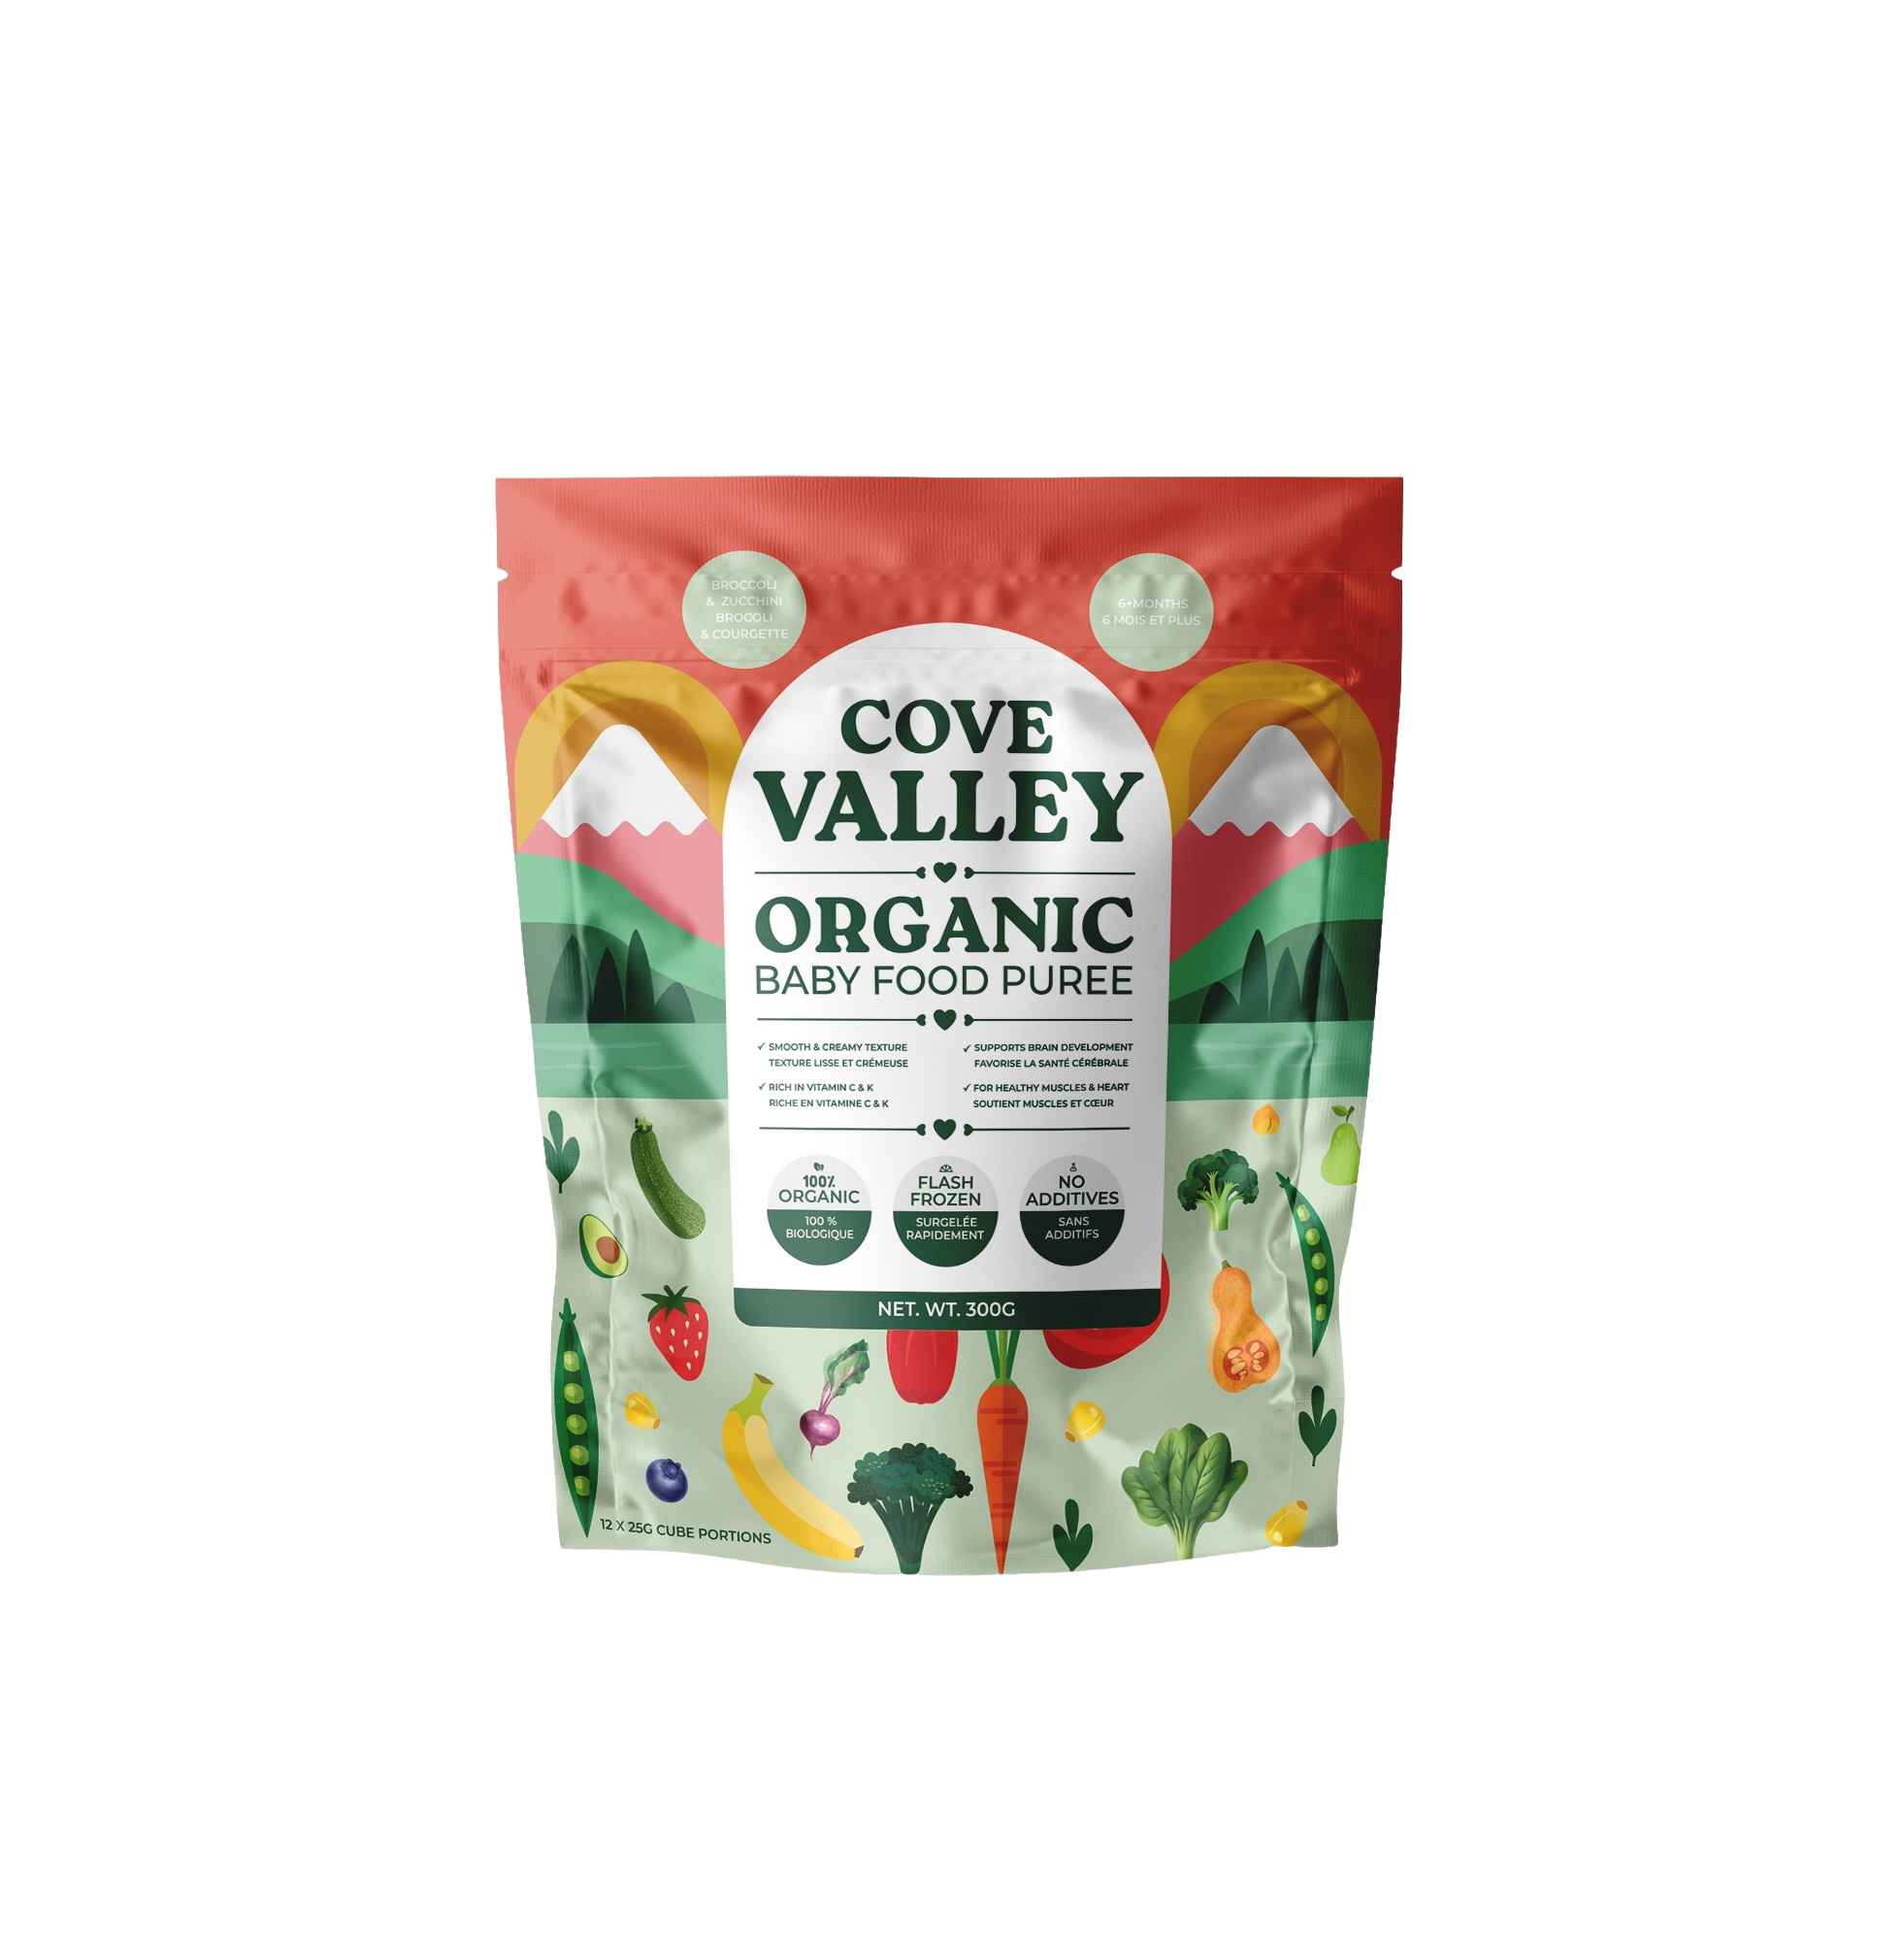 BROCCOLI
& ZUCCHINI
BROCOLI
& COURGETTE
6+MONTHS
6 MOIS ET PLUS
COVE
VALLEY
ORGANIC
BABY FOOD PUREE
✓ SMOOTH & CREAMY TEXTURE
TEXTURE LISSE ET CRÉMEUSE
✓ RICH IN VITAMIN C & K
RICHE EN VITAMINE C & K
✓ SUPPORTS BRAIN DEVELOPMENT
FAVORISE LA SANTÉ CÉRÉBRALE
✓ FOR HEALTHY MUSCLES & HEART
SOUTIENT MUSCLES ET CŒUR
100%
ORGANIC
100 %
BIOLOGIQUE
FLASH
FROZEN
SURGELÉE
RAPIDEMENT
NO
ADDITIVES
SANS
ADDITIFS
NET. WT. 300G
12 X 25G CUBE PORTIONS